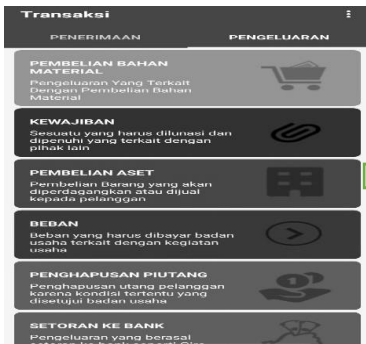 Transaksi
PENERIMAAN
PENGELUARAN
PEMBELIAN BAHAN
MATERIAL
Pengeluaran Yang Terkait
Dengan Pembelian Bahan
Material
KEWAJIBAN
Sesuatu yang harus dilunasi dan
dipenuhi yang terkait dengan
pihak lain
PEMBELIAN ASET
Pembelian Barang yang akan
diperdagangkan atau dijual
kepada pelanggan
BEBAN
Beban yang harus dibayar badan
usaha terkait dengan kegiatan
usaha
PENGHAPUSAN PIUTANG
Penghapusan utang pelanggan
karena kondisi tertentu yang
disetujui badan usaha
SETORAN KE BANK
Pengeluaran yang berasal